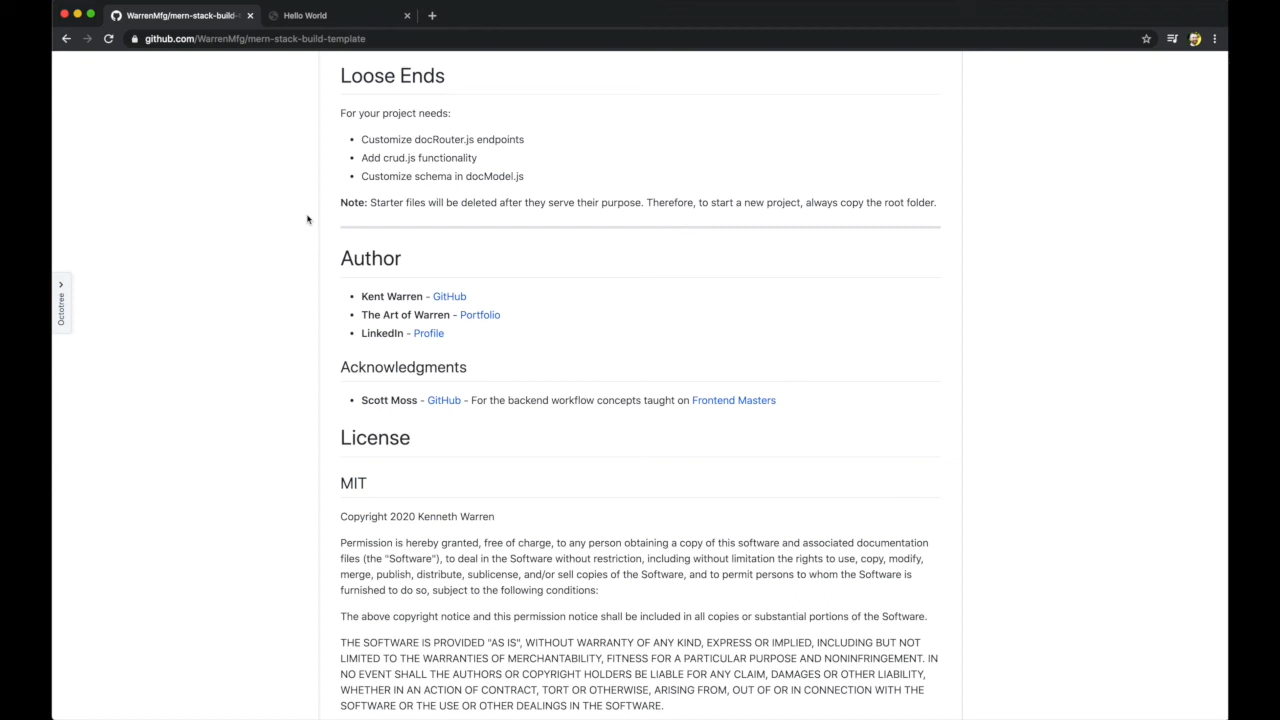 WarrenMfg/mern-stack-build-t
Hello World
github.com/WarrenMfg/mern-stack-build-template
Loose Ends
For your project needs:
• Customize docRouter.js endpoints
• Add crud.js functionality
• Customize schema in docModel.js
Note: Starter files will be deleted after they serve their purpose. Therefore, to start a new project, always copy the root folder.
Octotree
Author
• Kent Warren - GitHub
• The Art of Warren - Portfolio
• LinkedIn - Profile
Acknowledgments
• Scott Moss - GitHub - For the backend workflow concepts taught on Frontend Masters
License
MIT
Copyright 2020 Kenneth Warren
Permission is hereby granted, free of charge, to any person obtaining a copy of this software and associated documentation
files (the "Software"), to deal in the Software without restriction, including without limitation the rights to use, copy, modify,
merge, publish, distribute, sublicense, and/or sell copies of the Software, and to permit persons to whom the Software is
furnished to do so, subject to the following conditions:
The above copyright notice and this permission notice shall be included in all copies or substantial portions of the Software.
THE SOFTWARE IS PROVIDED "AS IS", WITHOUT WARRANTY OF ANY KIND, EXPRESS OR IMPLIED, INCLUDING BUT NOT
LIMITED TO THE WARRANTIES OF MERCHANTABILITY, FITNESS FOR A PARTICULAR PURPOSE AND NONINFRINGEMENT. IN
NO EVENT SHALL THE AUTHORS OR COPYRIGHT HOLDERS BE LIABLE FOR ANY CLAIM, DAMAGES OR OTHER LIABILITY,
WHETHER IN AN ACTION OF CONTRACT, TORT OR OTHERWISE, ARISING FROM, OUT OF OR IN CONNECTION WITH THE
SOFTWARE OR THE USE OR OTHER DEALINGS IN THE SOFTWARE.